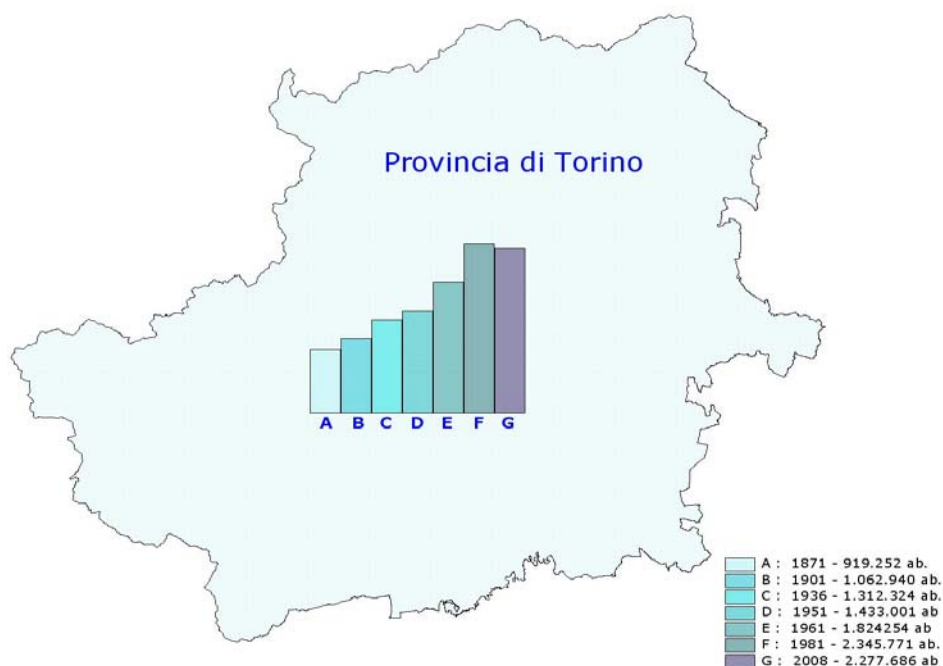 Provincia di Torino
A B C D E F G
A : 1871 - 919.252 ab.
B : 1901 - 1.062.940 ab.
C : 1936 - 1.312.324 ab.
D : 1951 - 1.433.001 ab.
E : 1961 - 1.824254 ab
F : 1981 - 2.345.771 ab.
G : 2008 - 2.277.686 ab